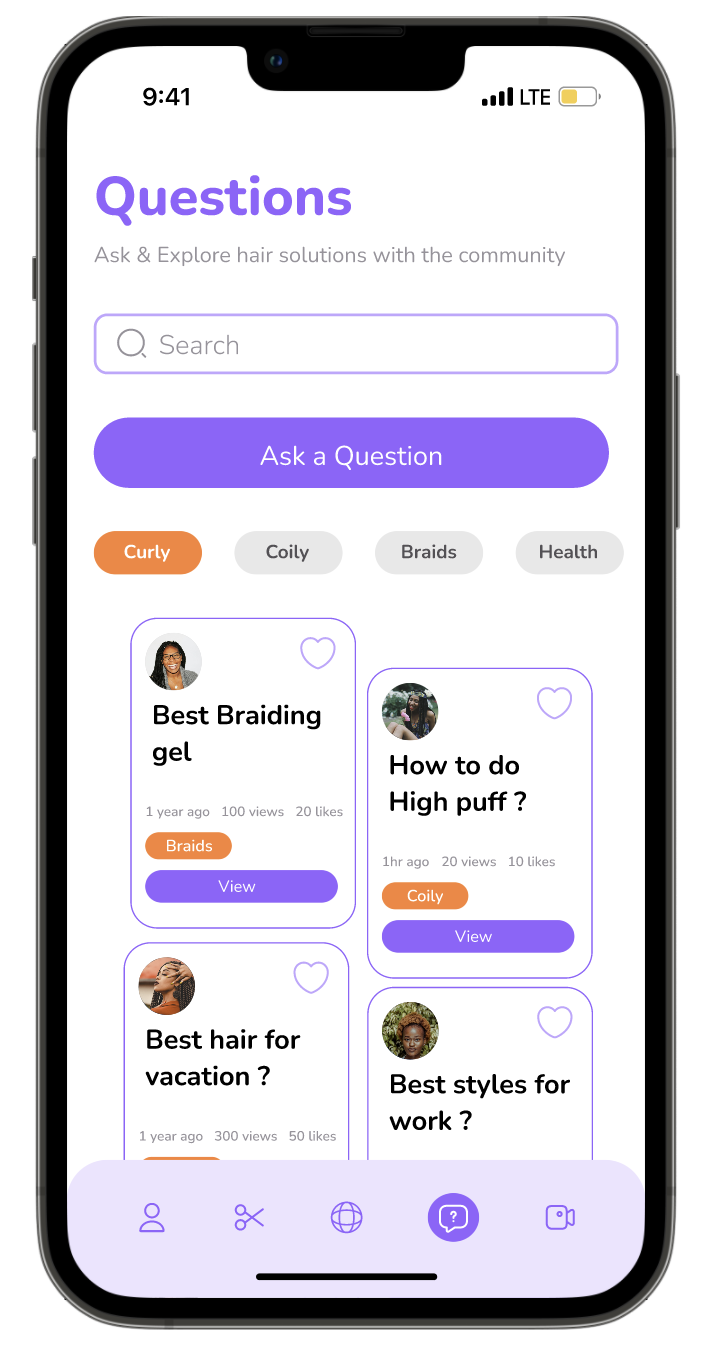 9:41
LTE
Questions
Ask & Explore hair solutions with the community
Search
Ask a Question
Curly
Coily
Braids
Health
Best Braiding
gel
1 year ago 100 views 20 likes
Braids
View
How to do
High puff ?
1hr ago 20 views 10 likes
Coily
View
Best hair for
vacation ?
1 year ago 300 views 50 likes
Best styles for
work ?
?